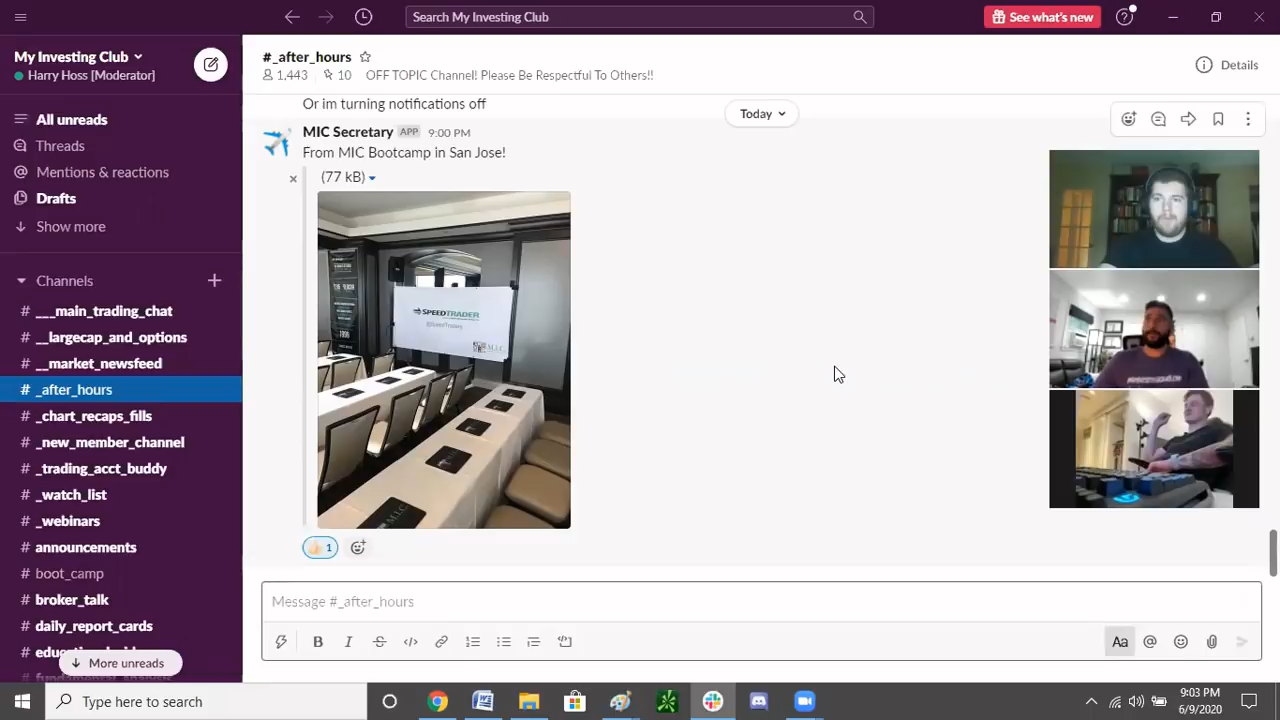 Search My Investing Club
See what's new
My Investing Club
Harry Hoss [Moderator]
All unreads
Threads
Mentions & reactions
Drafts
Show more
Channels
# ___main_trading_chat
# __largecap_and_options
# __market_newsfeed
# _after_hours
# _chart_recaps_fills
# _new_member_channel
# _trading_acct_buddy
# _watch_list
# _webinars
# announcements
# boot_camp
# broker_talk
# daily_report_cards
More unreads
#_after_hours
1,443 10 OFF TOPIC Channel! Please Be Respectful To Others!!
Details
Or im turning notifications off
Today
MIC Secretary APP 9:00 PM
From MIC Bootcamp in San Jose!
(77 kB)
SPEEDTRADER
1
Message #_after_hours
B I Aa @
Type here to search
9:03 PM
6/9/2020